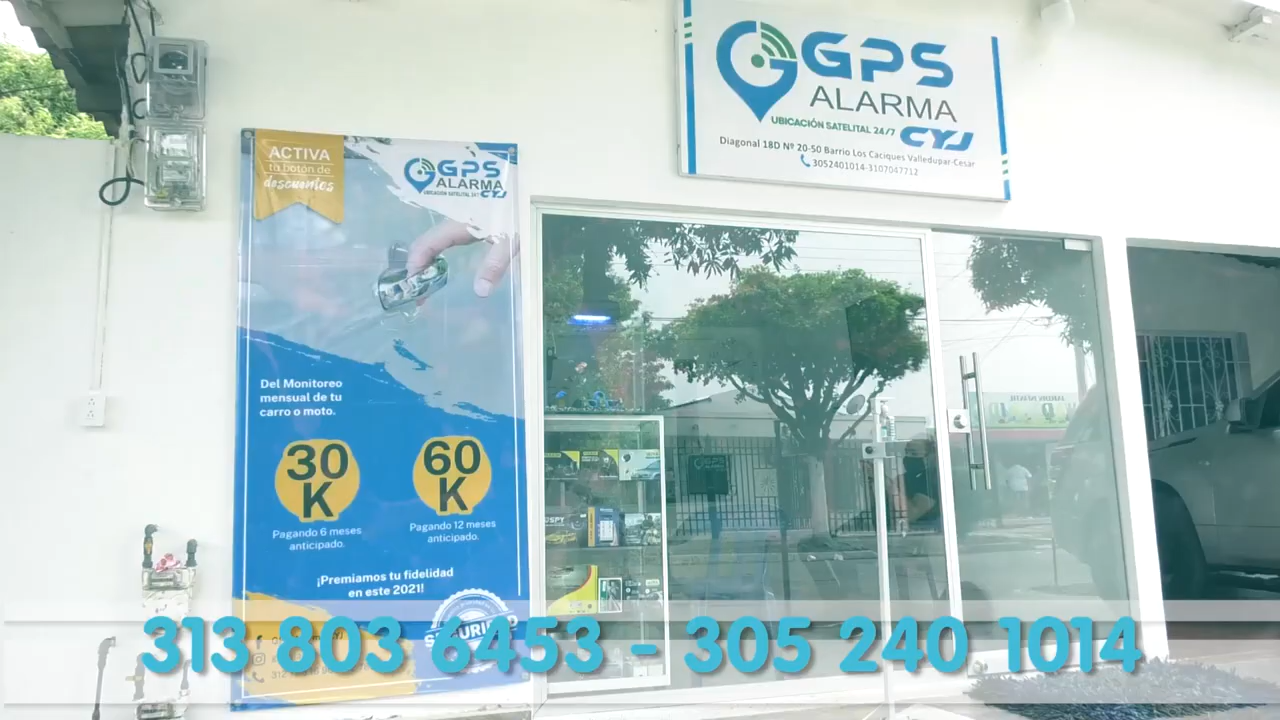 GPS
ALARMA
UBICACIÓN SATELITAL 24/7
CYJ
Diagonal 18D Nº 20-50 Barrio Los Caciques Valledupar-Cesar
3052401014-3107047712
ACTIVA
tu botón de
descuentos
GPS
ALARMA
UBICACIÓN SATELITAL 24/7
CYJ
Del Monitoreo
mensual de tu
carro o moto.
30
K
Pagando 6 meses
anticipado.
60
K
Pagando 12 meses
anticipado.
¡Premiamos tu fidelidad
en este 2021!
GPS
ALARMA
313 803 6453 - 305 240 1014